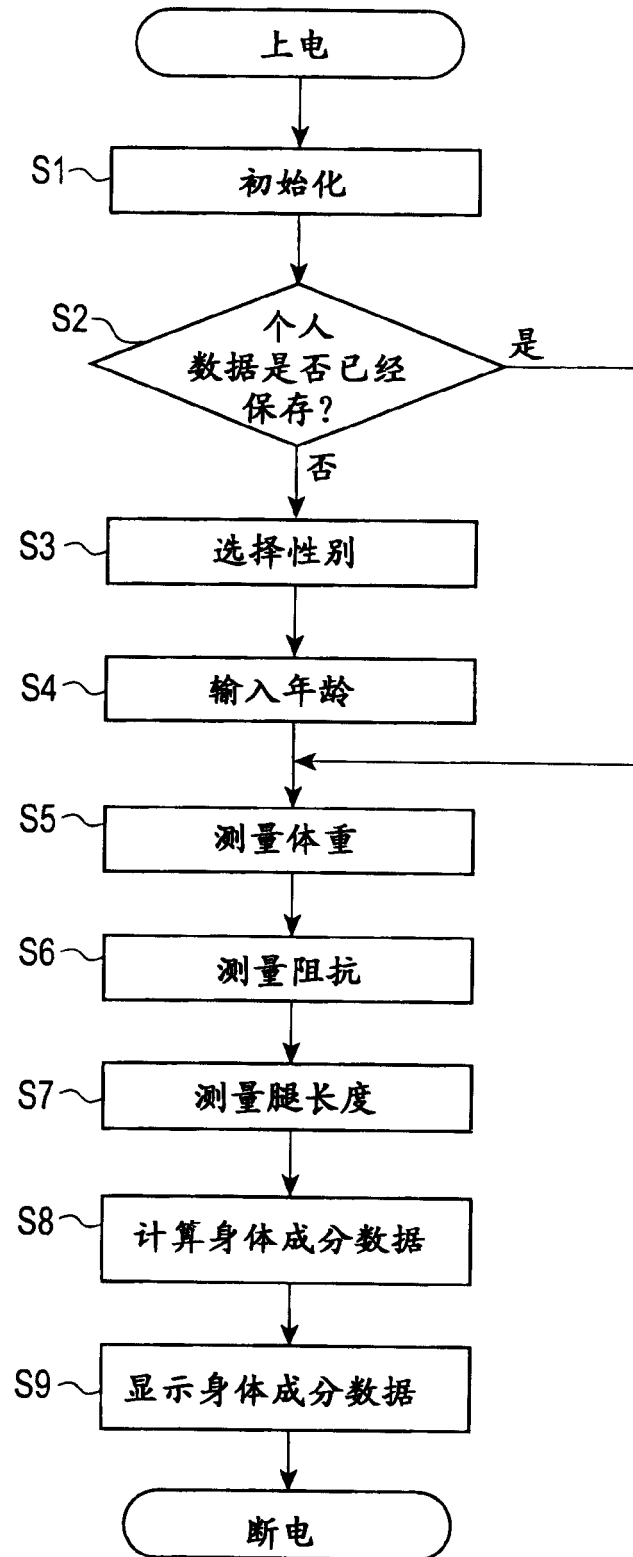 上电
S1
初始化
S2
个人
数据是否已经
保存？
是
否
S3
选择性别
S4
输入年龄
S5
测量体重
S6
测量阻抗
S7
测量腿长度
S8
计算身体成分数据
S9
显示身体成分数据
断电